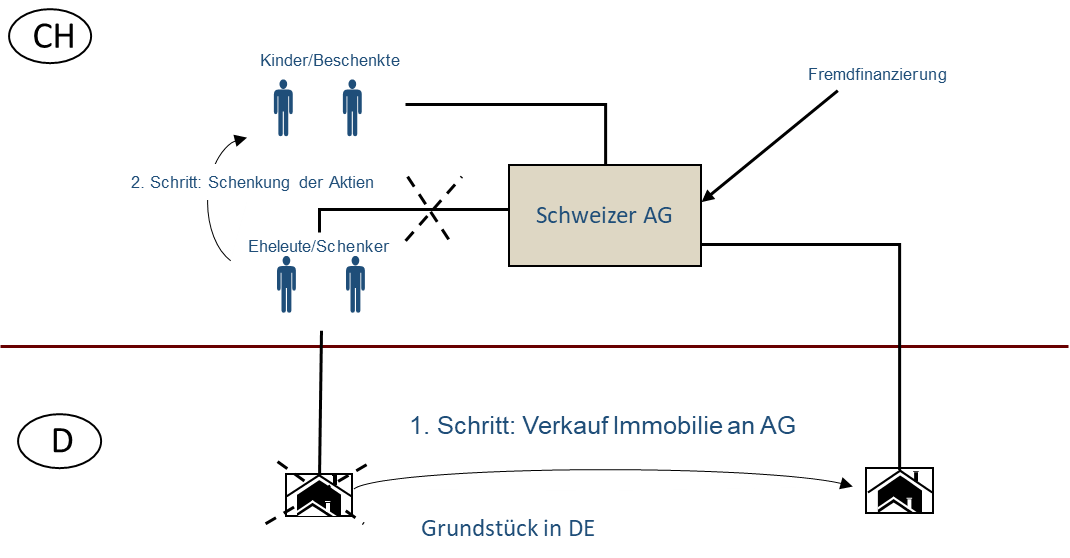 CH
Kinder/Beschenkte
Fremdfinanzierung
2. Schritt: Schenkung der Aktien
Schweizer AG
Eheleute/Schenker
D
1. Schritt: Verkauf Immobilie an AG
Grundstück in DE